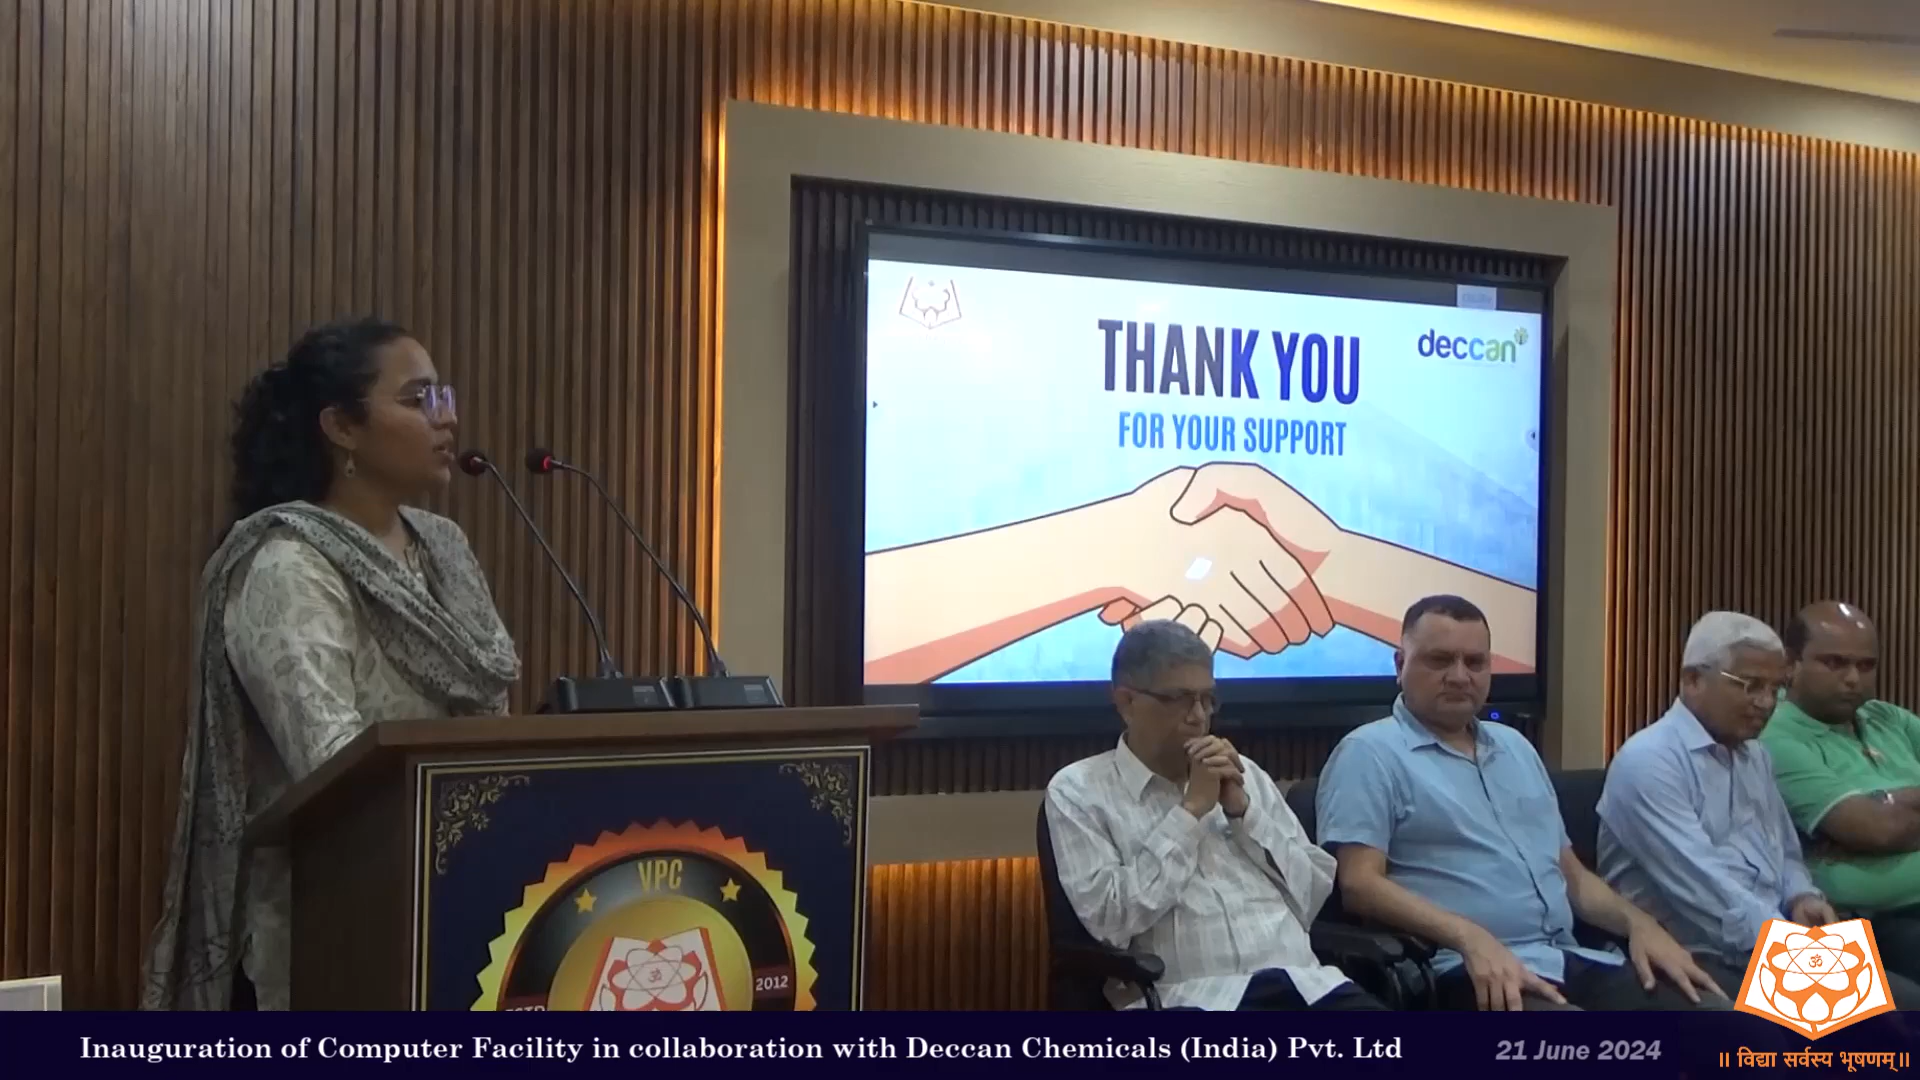 THANK YOU
FOR YOUR SUPPORT
deccan
VPC
2012
ESTD
ॐ
Inauguration of Computer Facility in collaboration with Deccan Chemicals (India) Pvt. Ltd
21 June 2024
ॐ
॥ विद्या सर्वस्य भूषणम् ॥